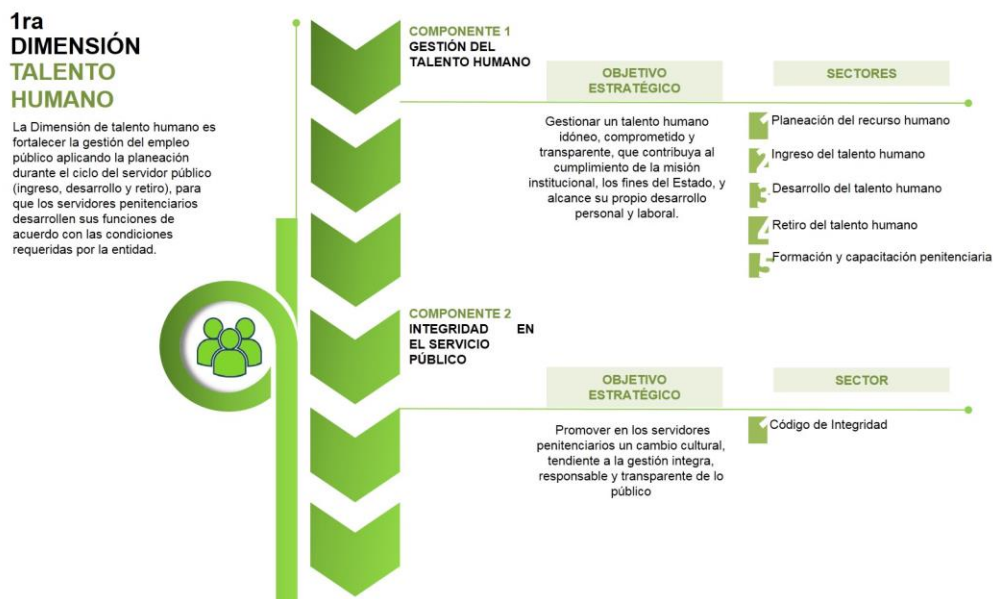 1ra
DIMENSIÓN
TALENTO
HUMANO
La Dimensión de talento humano es
fortalecer la gestión del empleo
público aplicando la planeación
durante el ciclo del servidor público
(ingreso, desarrollo y retiro), para
que los servidores penitenciarios
desarrollen sus funciones de
acuerdo con las condiciones
requeridas por la entidad.
COMPONENTE 1
GESTIÓN DEL
TALENTO HUMANO
OBJETIVO
ESTRATÉGICO
Gestionar un talento humano
idóneo, comprometido y
transparente, que contribuya al
cumplimiento de la misión
institucional, los fines del Estado, y
alcance su propio desarrollo
personal y laboral.
SECTORES
1 Planeación del recurso humano
2 Ingreso del talento humano
3 Desarrollo del talento humano
4 Retiro del talento humano
5 Formación y capacitación penitenciaria
COMPONENTE 2
INTEGRIDAD EN
EL SERVICIO
PÚBLICO
OBJETIVO
ESTRATÉGICO
Promover en los servidores
penitenciarios un cambio cultural,
tendiente a la gestión integra,
responsable y transparente de lo
público
SECTOR
1 Código de Integridad